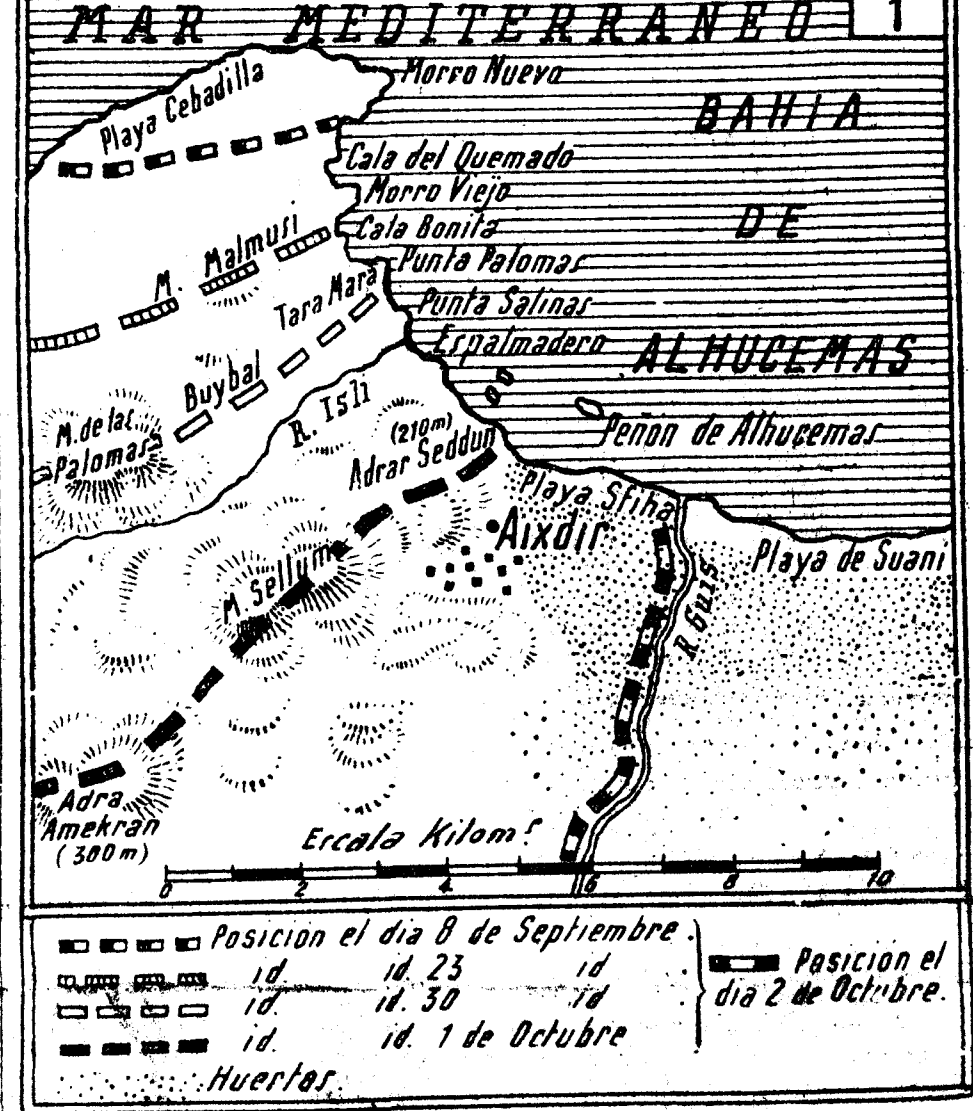 MAR MEDITERRANEO
1
Playa Cebadilla
Morro Nuevo
BAHIA
Cala del Quemado
Morro Viejo
Cala Bonita
DE
M. Malmusi
Punta Palomas
Tara Mara
Punta Salinas
Espalmadero
ALHUCEMAS
Buybal
R. Isli
M. de las
Palomas
(210m)
Adrar Seddun
Peñon de Alhucemas
Playa Sfiha
Aixdir
Playa de Suani
M. Sellum
R. Guis
Adra
Amekran
(300m)
Escala Kilom.s
0 2 4 6 8 10
Posición el dia 8 de Septiembre.
id. id. 23 id.
id. id. 30 id.
id. id. 1 de Octubre
Huertas.
Posición el
dia 2 de Octubre.